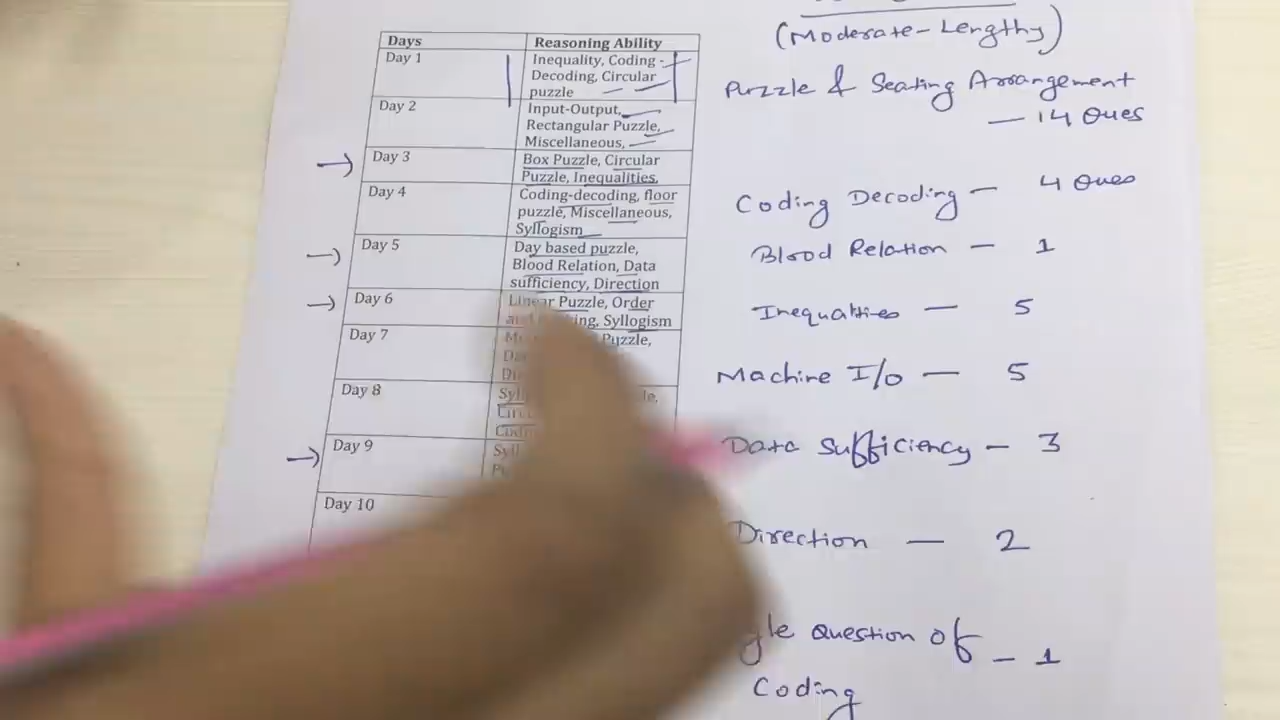 Days
Reasoning Ability
Day 1
Inequality, Coding -
Decoding, Circular
puzzle
Day 2
Input-Output,
Rectangular Puzzle,
Miscellaneous,
Day 3
Box Puzzle, Circular
Puzzle, Inequalities,
Day 4
Coding-decoding, floor
puzzle, Miscellaneous,
Syllogism
Day 5
Day based puzzle,
Blood Relation, Data
sufficiency, Direction
Day 6
Linear Puzzle, Order
Syllogism
Day 7
Puzzle,
Day 8
Day 9
Day 10
(Moderate-Lengthy)
Puzzle & Seating Arrangement
— 14 Ques
Coding Decoding — 4 Ques
Blood Relation — 1
Inequalties — 5
Machine I/o — 5
Data Sufficiency — 3
Direction — 2
Question of — 1
Coding